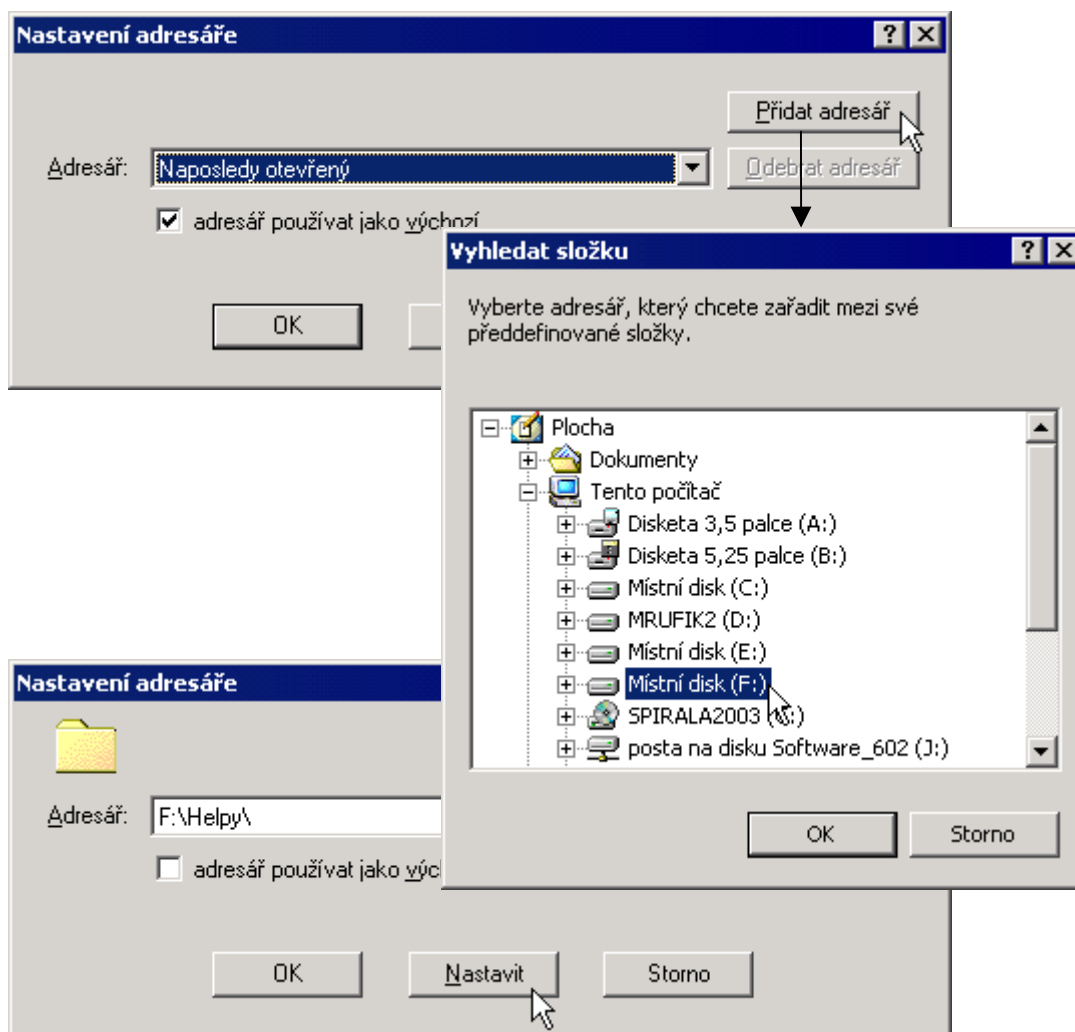 Nastavení adresáře
Přidat adresář
Adresář:
Naposledy otevřený
Odebrat adresář
adresář používat jako výchozí
OK
Vyhledat složku
Vyberte adresář, který chcete zařadit mezi své
předdefinované složky.
Plocha
Dokumenty
Tento počítač
Disketa 3,5 palce (A:)
Disketa 5,25 palce (B:)
Místní disk (C:)
MRUFIK2 (D:)
Místní disk (E:)
Místní disk (F:)
SPIRALA2003
posta na disku Software_602 (J:)
OK
Storno
Nastavení adresáře
Adresář:
F:\Helpy\
adresář používat jako výc
OK
Nastavit
Storno